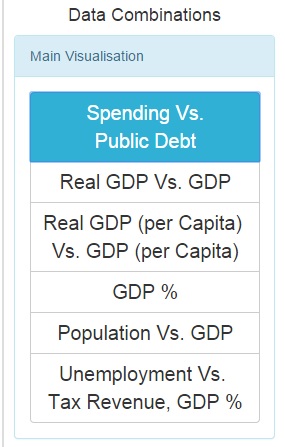 Data Combinations
Main Visualisation
Spending Vs.
Public Debt
Real GDP Vs. GDP
Real GDP (per Capita)
Vs. GDP (per Capita)
GDP %
Population Vs. GDP
Unemployment Vs.
Tax Revenue, GDP %